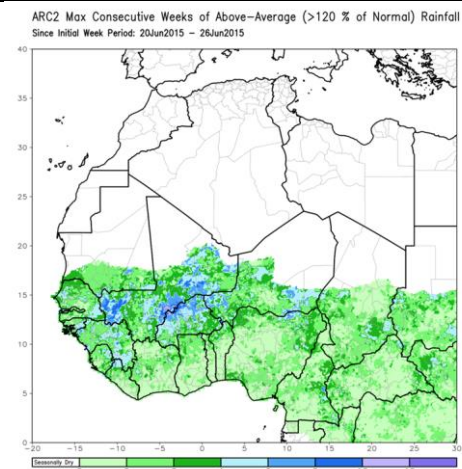 ARC2 Max Consecutive Weeks of Above-Average (>120 % of Normal) Rainfall
Since Initial Week Period: 20Jun2015 – 26Jun2015
40
35
30
25
20
15
10
5
0
-20 -15 -10 -5 0 5 10 15 20 25 30
Seasonally Dry